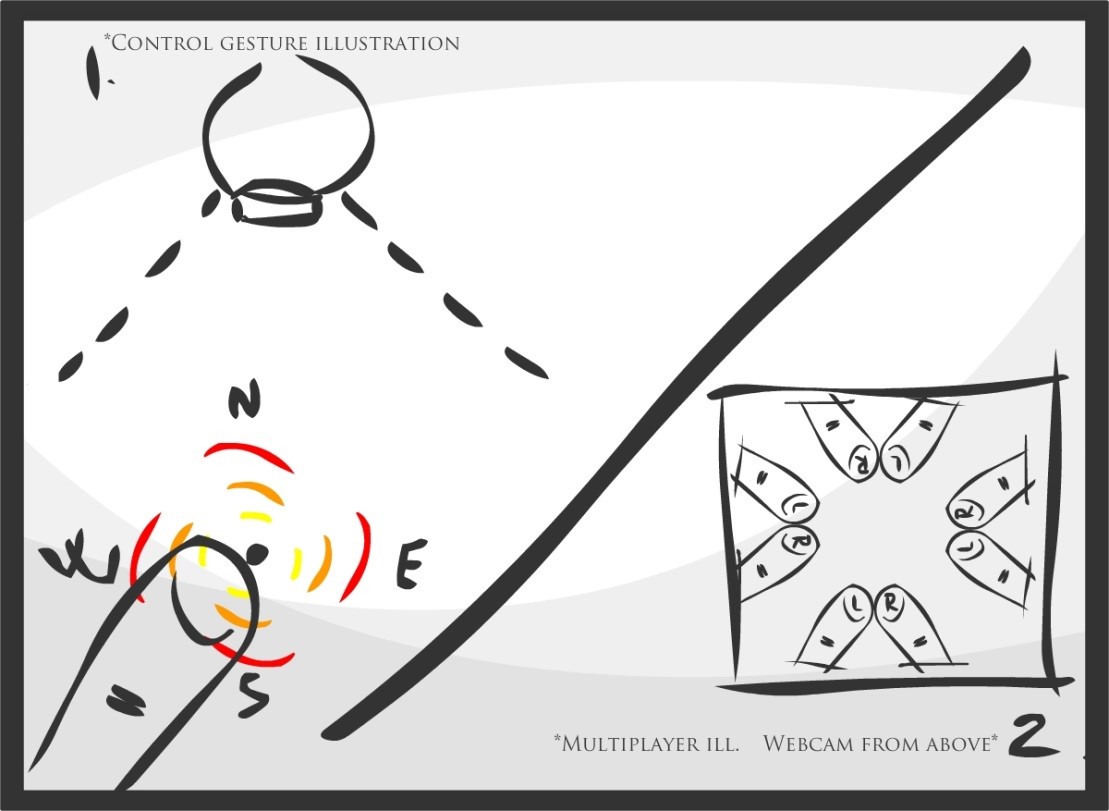 *Control gesture illustration
1.
N
W
E
S
R L
L R
R L
L R
*Multiplayer ill. Webcam from above*
2